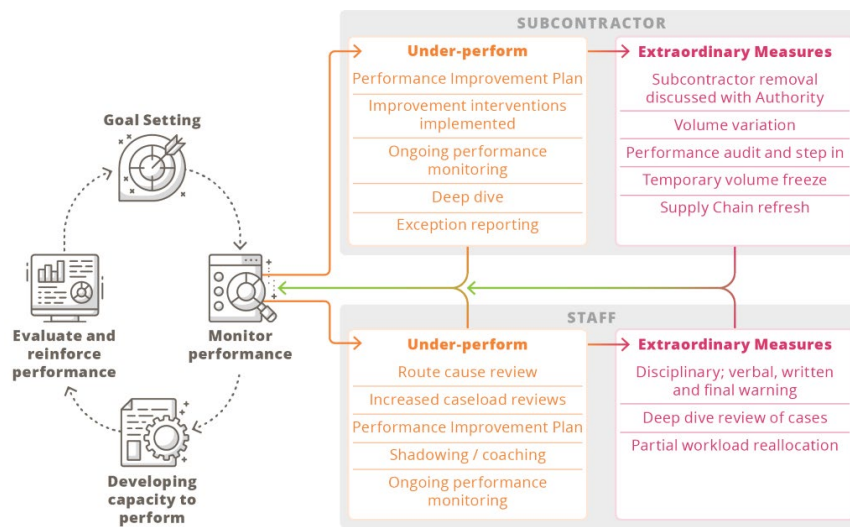 Goal Setting
Monitor
performance
Developing
capacity to
perform
Evaluate and
reinforce
performance
SUBCONTRACTOR
Under-perform
Performance Improvement Plan
Improvement interventions
implemented
Ongoing performance
monitoring
Deep dive
Exception reporting
Extraordinary Measures
Subcontractor removal
discussed with Authority
Volume variation
Performance audit and step in
Temporary volume freeze
Supply Chain refresh
STAFF
Under-perform
Route cause review
Increased caseload reviews
Performance Improvement Plan
Shadowing / coaching
Ongoing performance
monitoring
Extraordinary Measures
Disciplinary; verbal, written
and final warning
Deep dive review of cases
Partial workload reallocation